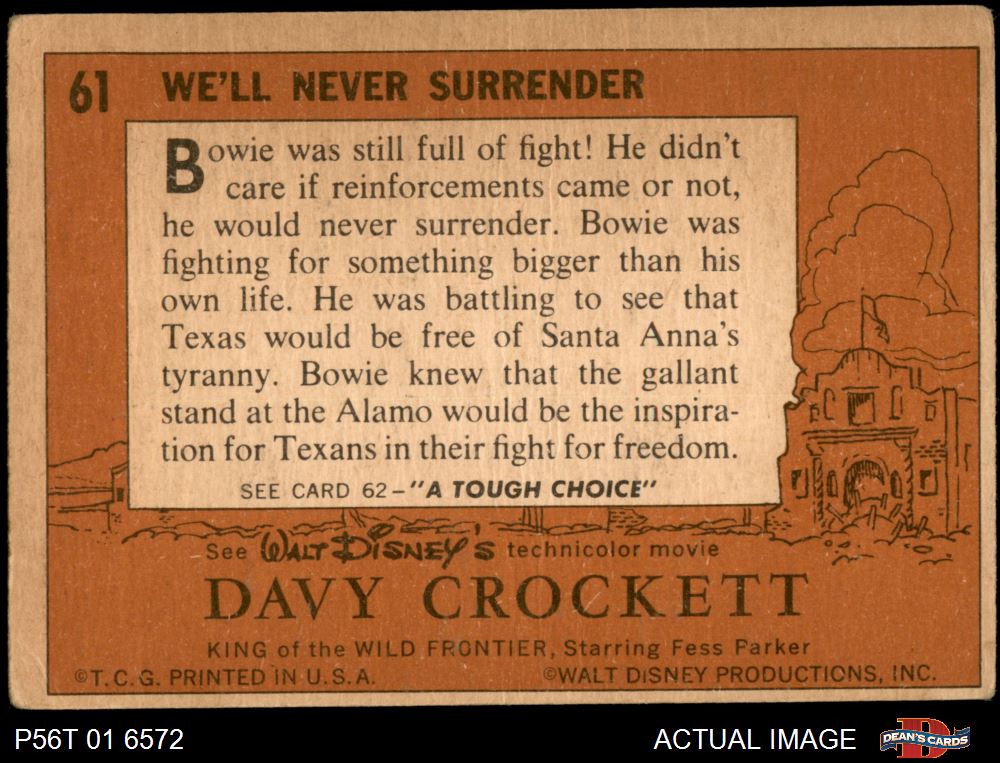 61 WE'LL NEVER SURRENDER
Bowie was still full of fight! He didn't
care if reinforcements came or not,
he would never surrender. Bowie was
fighting for something bigger than his
own life. He was battling to see that
Texas would be free of Santa Anna's
tyranny. Bowie knew that the gallant
stand at the Alamo would be the inspira-
tion for Texans in their fight for freedom.
SEE CARD 62-"A TOUGH CHOICE"
See WALT DISNEY'S technicolor movie
DAVY CROCKETT
KING of the WILD FRONTIER, Starring Fess Parker
©T.C.G. PRINTED IN U.S.A. ©WALT DISNEY PRODUCTIONS, INC.
P56T 01 6572 ACTUAL IMAGE D DEAN'S CARDS